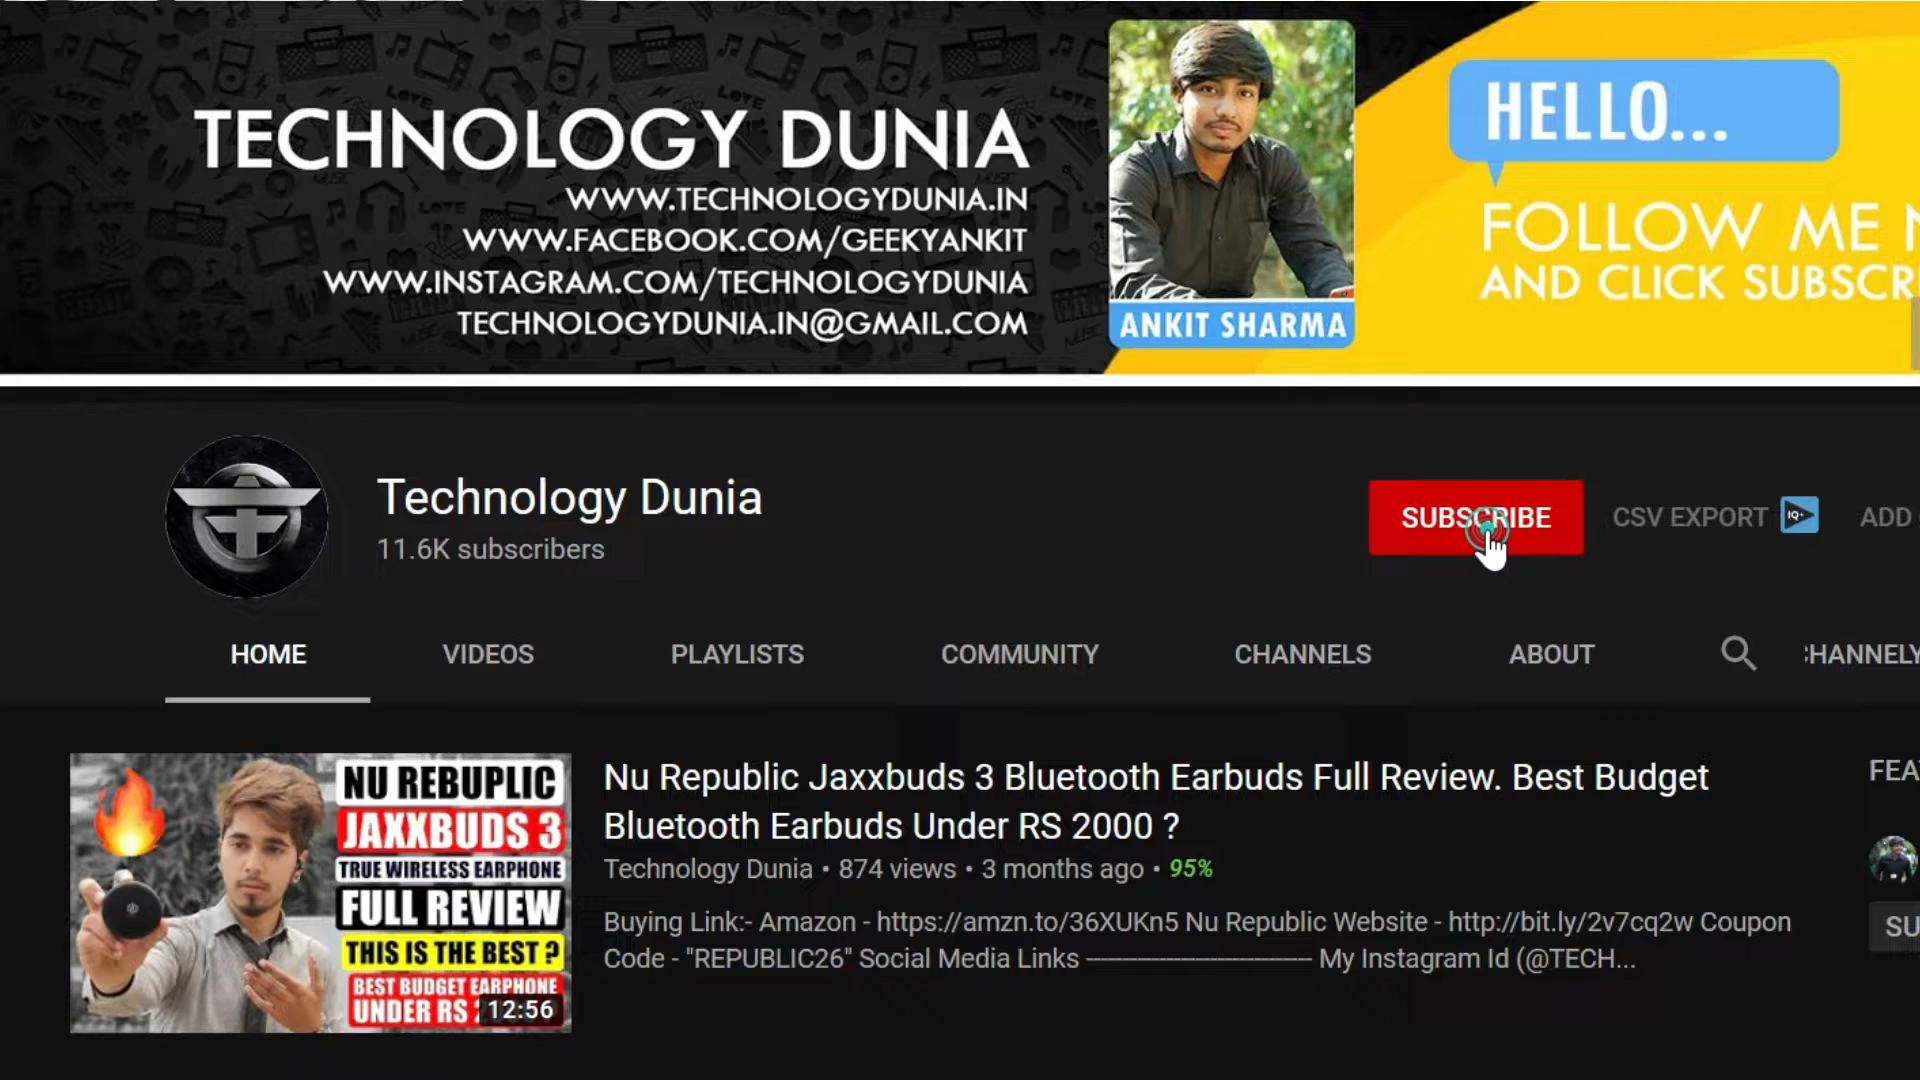 TECHNOLOGY DUNIA
WWW.TECHNOLOGYDUNIA.IN
WWW.FACEBOOK.COM/GEEKYANKIT
WWW.INSTAGRAM.COM/TECHNOLOGYDUNIA
TECHNOLOGYDUNIA.IN@GMAIL.COM
ANKIT SHARMA
HELLO...
FOLLOW ME
AND CLICK SUBSCR
Technology Dunia
11.6K subscribers
SUBSCRIBE
CSV EXPORT IQ+ ADD
HOME VIDEOS PLAYLISTS COMMUNITY CHANNELS ABOUT HANNELY
NU REBUPLIC
JAXXBUDS 3
TRUE WIRELESS EARPHONE
FULL REVIEW
THIS IS THE BEST ?
BEST BUDGET EARPHONE
UNDER RS
12:56
Nu Republic Jaxxbuds 3 Bluetooth Earbuds Full Review. Best Budget
Bluetooth Earbuds Under RS 2000 ?
Technology Dunia • 874 views • 3 months ago • 95%
Buying Link:- Amazon - https://amzn.to/36XUKn5 Nu Republic Website - http://bit.ly/2v7cq2w Coupon
Code - "REPUBLIC26" Social Media Links ---------------------------------- My Instagram Id (@TECH...
FEA
SU